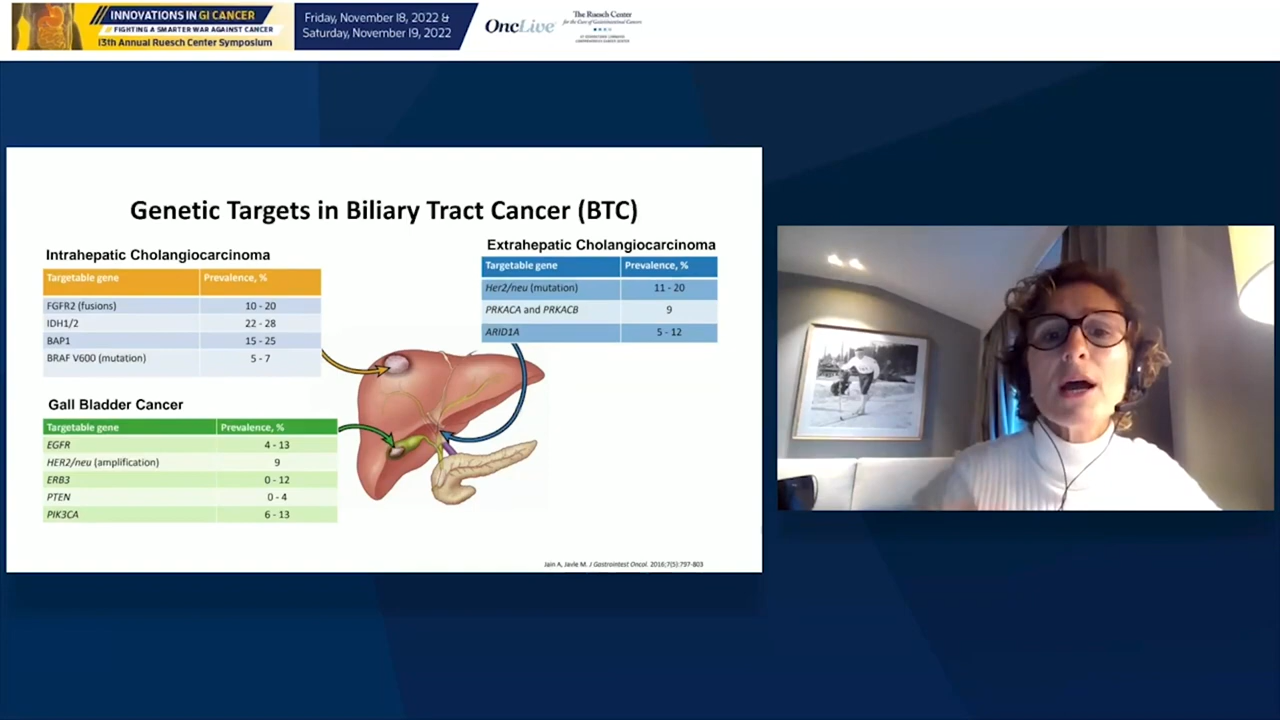 INNOVATIONS IN GI CANCER
FIGHTING A SMARTER WAR AGAINST CANCER
13th Annual Ruesch Center Symposium
Friday, November 18, 2022 &
Saturday, November 19, 2022
OncLive
The Ruesch Center
for the Cure of Gastrointestinal Cancers
Genetic Targets in Biliary Tract Cancer (BTC)
Intrahepatic Cholangiocarcinoma
Targetable gene Prevalence, %
FGFR2 (fusions) 10 - 20
IDH1/2 22 - 28
BAP1 15 - 25
BRAF V600 (mutation) 5 - 7
Extrahepatic Cholangiocarcinoma
Targetable gene Prevalence, %
Her2/neu (mutation) 11 - 20
PRKACA and PRKACB 9
ARID1A 5 - 12
Gall Bladder Cancer
Targetable gene Prevalence, %
EGFR 4 - 13
HER2/neu (amplification) 9
ERB3 0 - 12
PTEN 0 - 4
PIK3CA 6 - 13
Jain A, Javle M. J Gastrointest Oncol. 2016;7(5):797-803